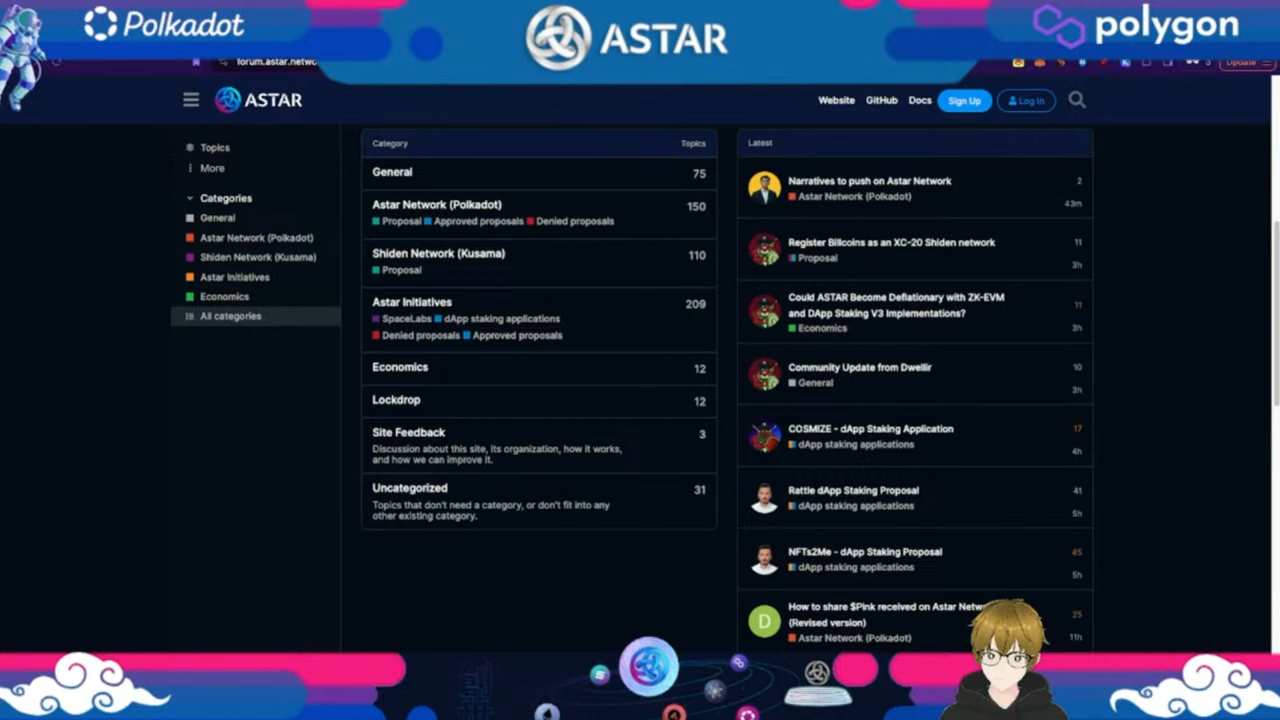 Polkadot
ASTAR
polygon
forum.astar.netwo
Update
ASTAR
Website
GitHub
Docs
Sign Up
Log In
Topics
More
Categories
General
Astar Network (Polkadot)
Shiden Network (Kusama)
Astar Initiatives
Economics
All categories
Category Topics
General 75
Astar Network (Polkadot) 150
Proposal Approved proposals Denied proposals
Shiden Network (Kusama) 110
Proposal
Astar Initiatives 209
SpaceLabs dApp staking applications
Denied proposals Approved proposals
Economics 12
Lockdrop 12
Site Feedback 3
Discussion about this site, its organization, how it works,
and how we can improve it.
Uncategorized 31
Topics that don't need a category, or don't fit into any
other existing category.
Latest
Narratives to push on Astar Network 2
Astar Network (Polkadot) 43m
Register Billcoins as an XC-20 Shiden network 11
Proposal 3h
Could ASTAR Become Deflationary with ZK-EVM 11
and DApp Staking V3 Implementations?
Economics 3h
Community Update from Dwellir 10
General 3h
COSMIZE - dApp Staking Application 17
dApp staking applications 4h
Rattle dApp Staking Proposal 41
dApp staking applications 5h
NFTs2Me - dApp Staking Proposal 45
dApp staking applications 5h
D
How to share $Pink received on Astar Netw 25
(Revised version)
Astar Network (Polkadot) 11h